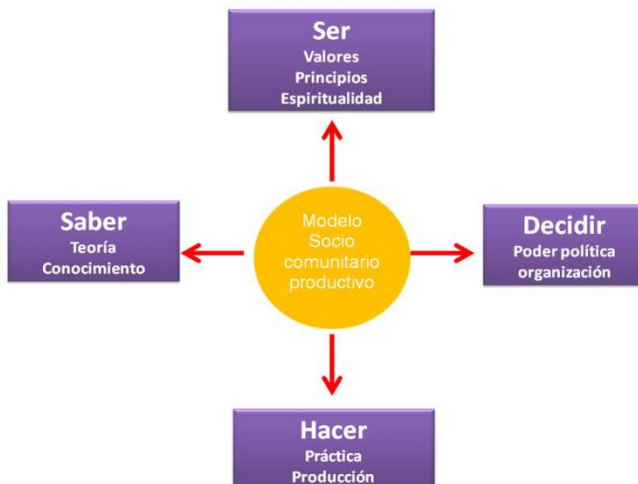 Ser
Valores
Principios
Espiritualidad
Saber
Teoría
Conocimiento
Modelo
Socio
comunitario
productivo
Decidir
Poder política
organización
Hacer
Práctica
Producción